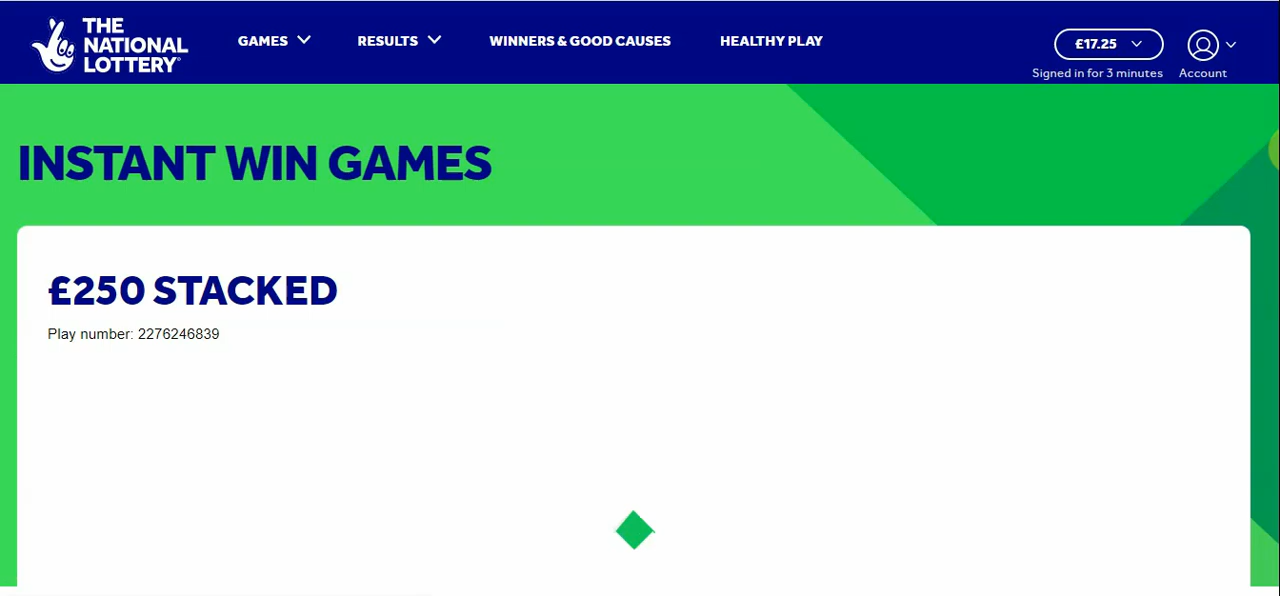 THE
NATIONAL
LOTTERY®
GAMES
RESULTS
WINNERS & GOOD CAUSES
HEALTHY PLAY
£17.25
Signed in for 3 minutes
Account
INSTANT WIN GAMES
£250 STACKED
Play number: 2276246839